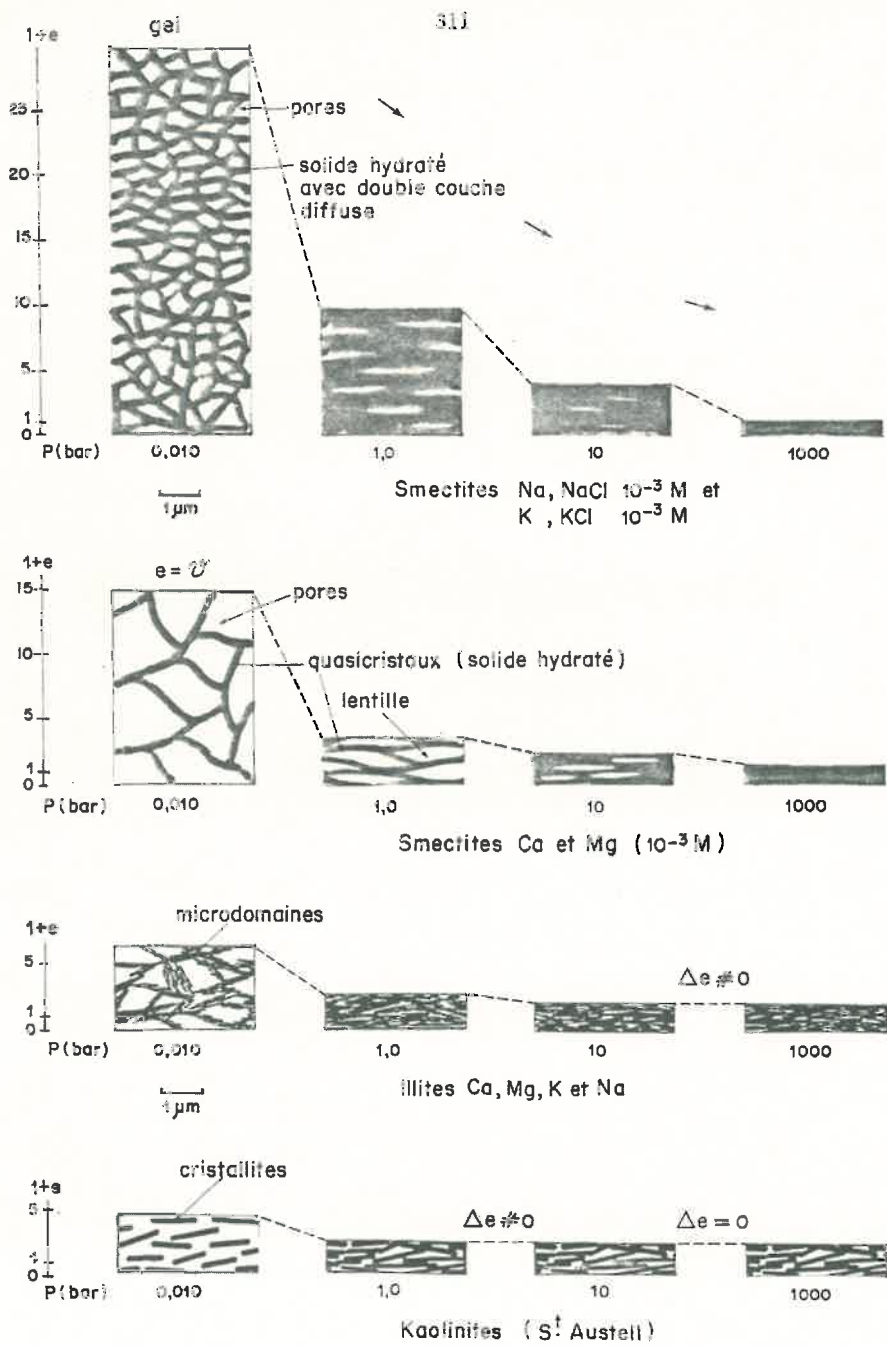 gel
1+e
pores
25
solide hydraté
avec double couche
diffuse
20
15
10
5
1
0
P(bar) 0,010 1,0 10 1000
1µm
Smectites Na, NaCl 10⁻³ M et
K , KCl 10⁻³ M
1+e
e = 𝒱
15
pores
10
quasicristaux (solide hydraté)
lentille
5
1
0
P(bar) 0,010 1,0 10 1000
Smectites Ca et Mg (10⁻³ M)
microdomaines
1+e
5
Δe #0
1
0
P(bar) 0,010 1,0 10 1000
1µm
Illites Ca, Mg, K et Na
cristallites
1+e
5
Δe #0 Δe = 0
1
0
P(bar) 0,010 1,0 10 1000
Kaolinites (Sᵗ. Austell)